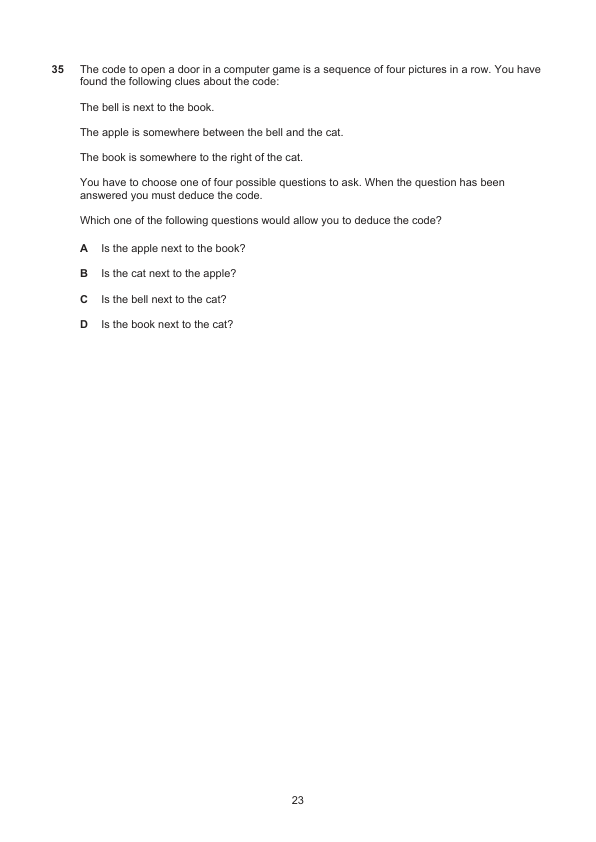 35 The code to open a door in a computer game is a sequence of four pictures in a row. You have
found the following clues about the code:
The bell is next to the book.
The apple is somewhere between the bell and the cat.
The book is somewhere to the right of the cat.
You have to choose one of four possible questions to ask. When the question has been
answered you must deduce the code.
Which one of the following questions would allow you to deduce the code?
A Is the apple next to the book?
B Is the cat next to the apple?
C Is the bell next to the cat?
D Is the book next to the cat?
23